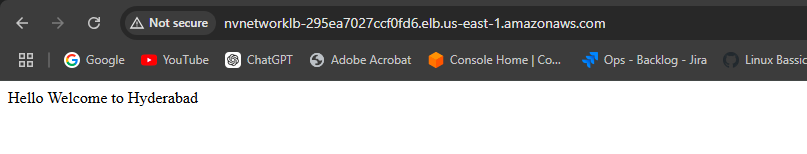 Not secure nvnetworklb-295ea7027ccf0fd6.elb.us-east-1.amazonaws.com
Google YouTube ChatGPT Adobe Acrobat Console Home | Co... Ops - Backlog - Jira Linux Bassic
Hello Welcome to Hyderabad